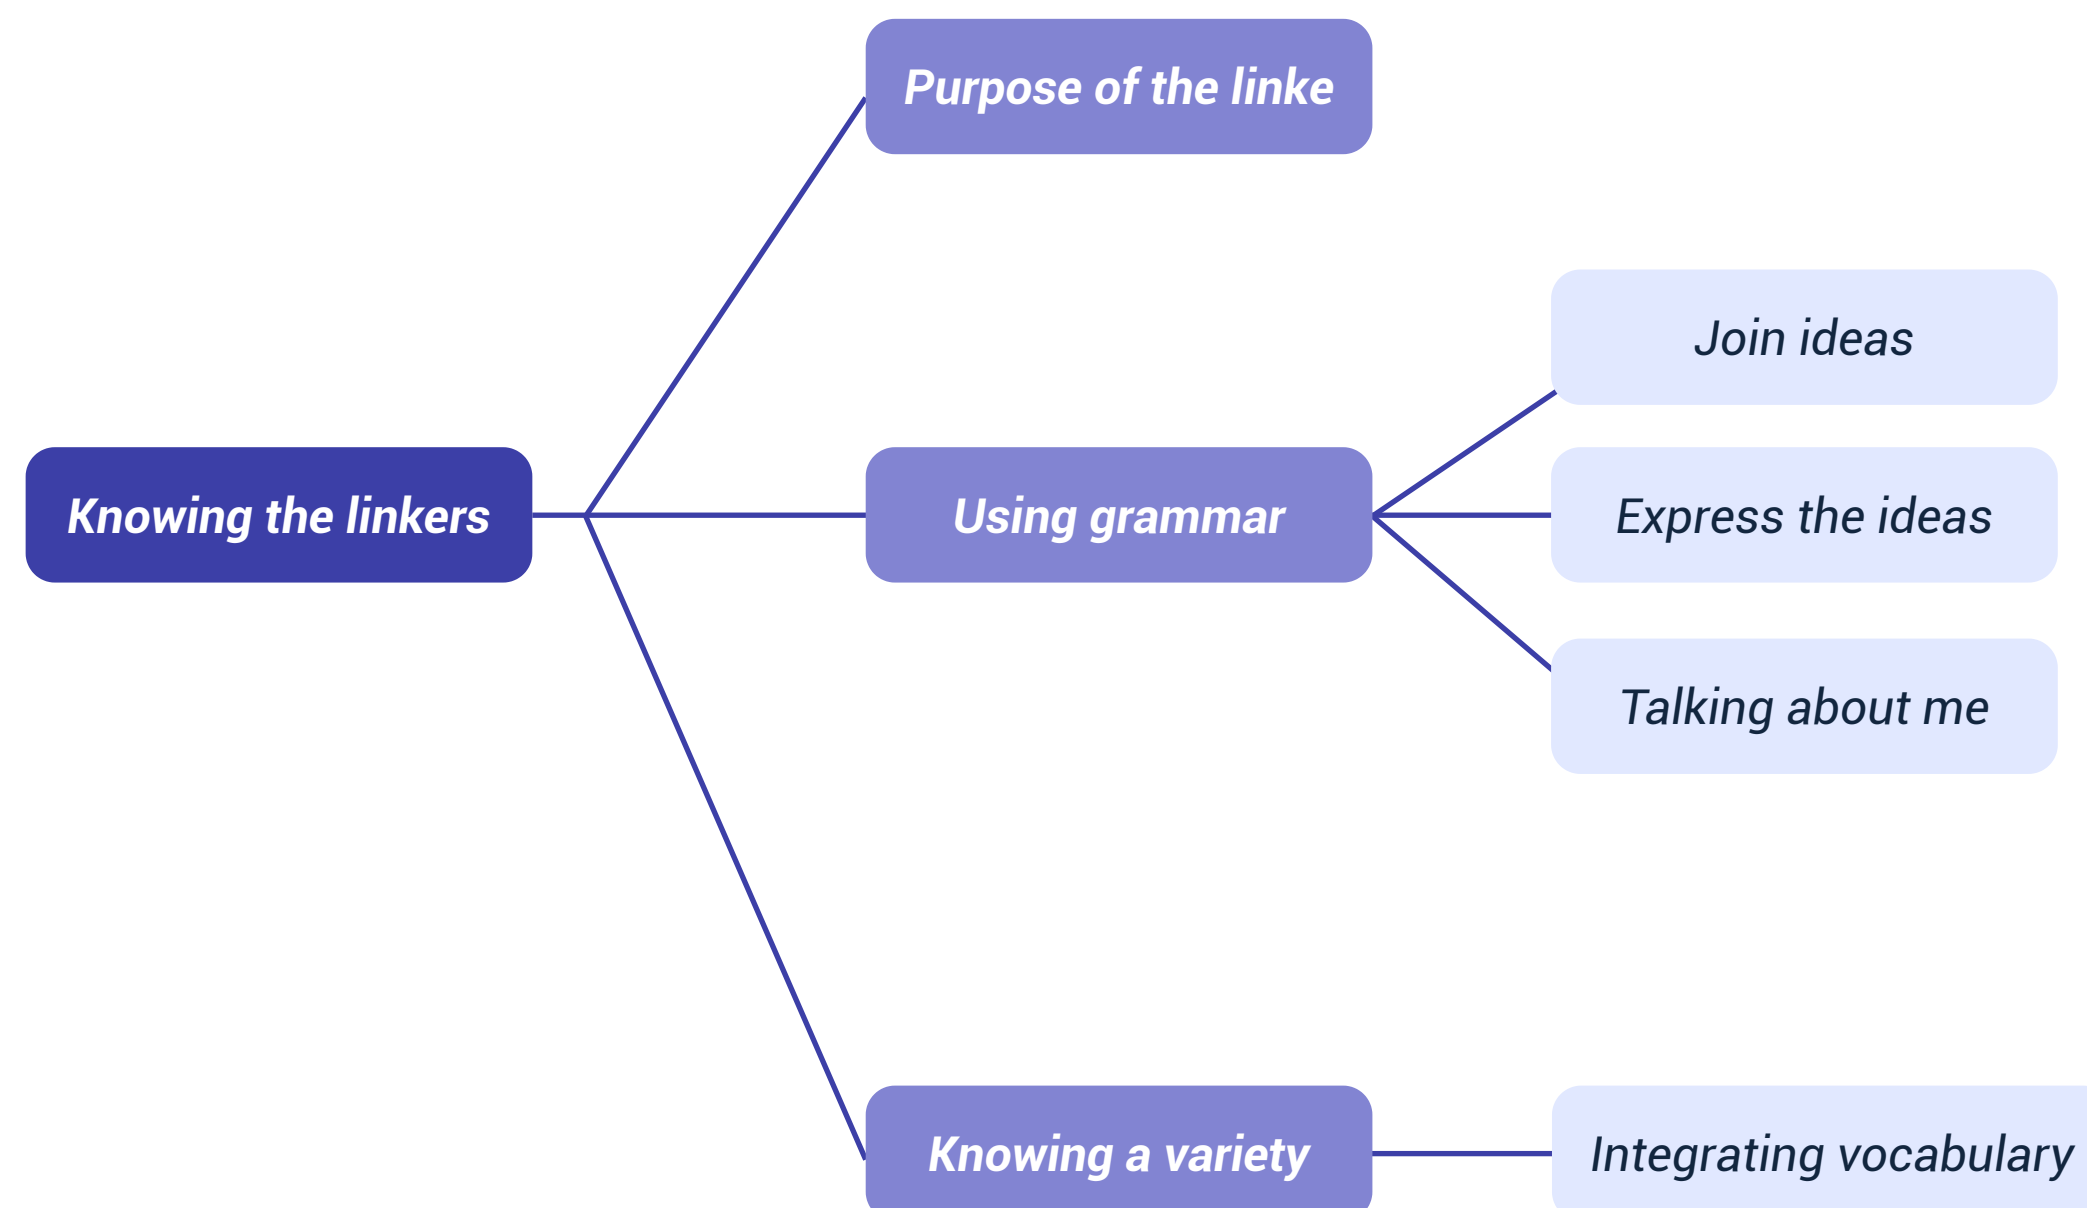 Purpose of the linke
Join ideas
Knowing the linkers
Using grammar
Express the ideas
Talking about me
Knowing a variety
Integrating vocabulary